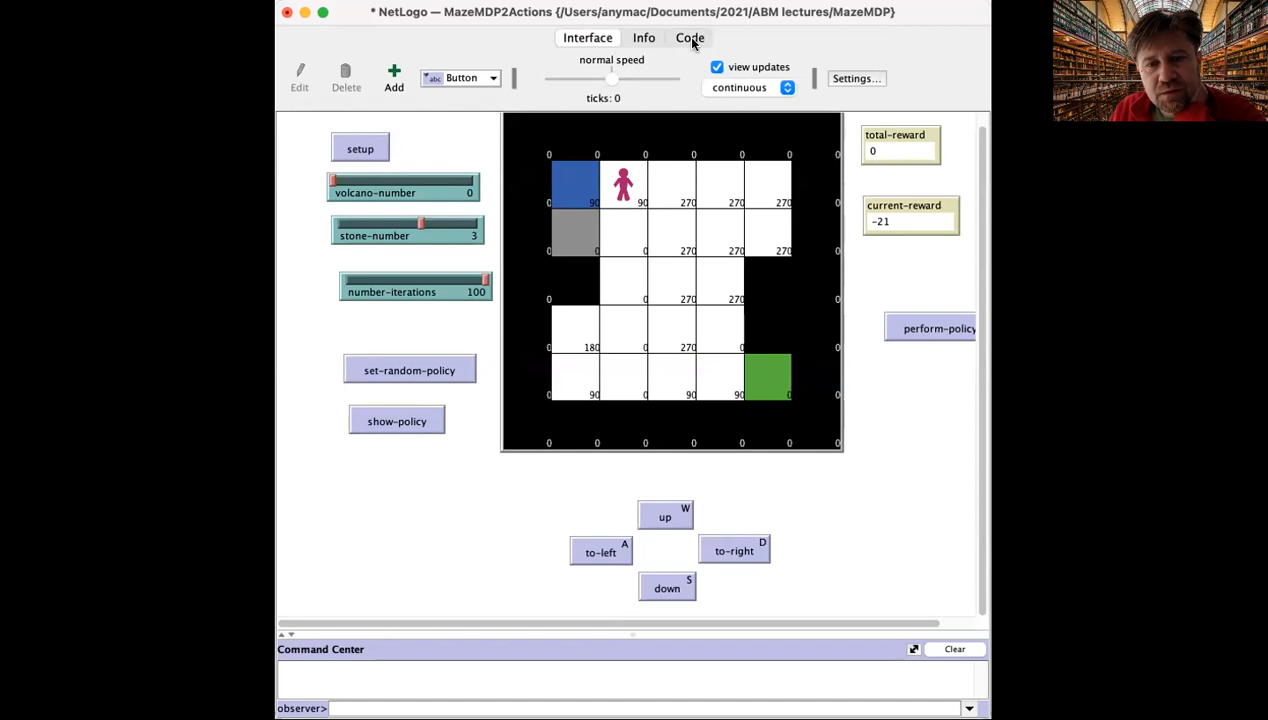 * NetLogo — MazeMDP2Actions {/Users/anymac/Documents/2021/ABM lectures/MazeMDP}
Interface Info Code
normal speed
view updates
abc Button
continuous
Settings...
Edit Delete Add
ticks: 0
setup
total-reward
0
volcano-number 0
current-reward
-21
stone-number 3
number-iterations 100
perform-policy
set-random-policy
show-policy
0 0 0 0 0 0 0
0 90 90 270 270 270 0
0 0 0 270 270 270 0
0 0 270 270 0
0 180 0 270 0 0 0
0 90 0 90 90 0 0
0 0 0 0 0 0 0
up W
to-left A
to-right D
down S
Command Center
Clear
observer>